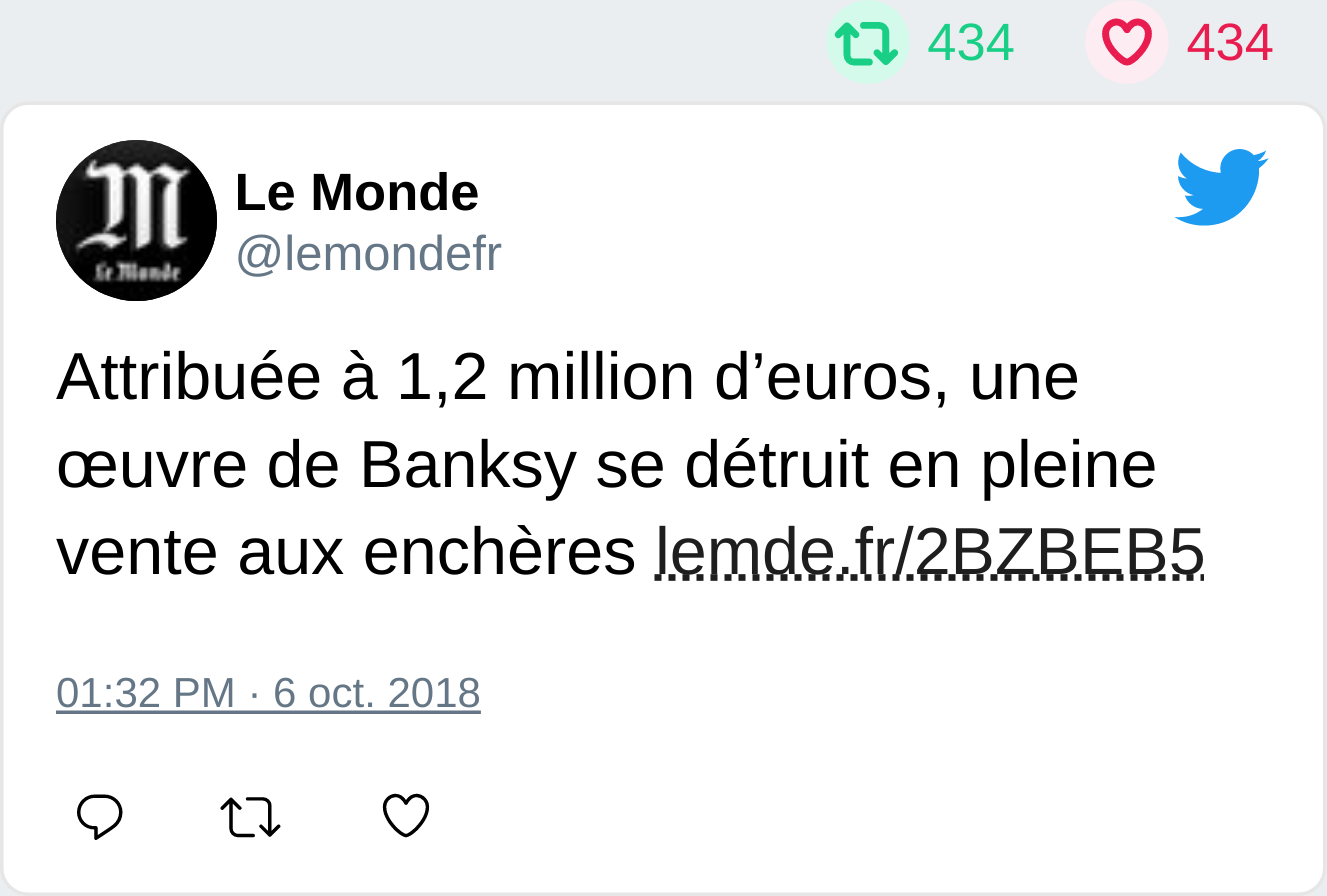 434 434
Le Monde
Le Monde
@lemondefr
Attribuée à 1,2 million d’euros, une
œuvre de Banksy se détruit en pleine
vente aux enchères lemde.fr/2BZBEB5
01:32 PM · 6 oct. 2018